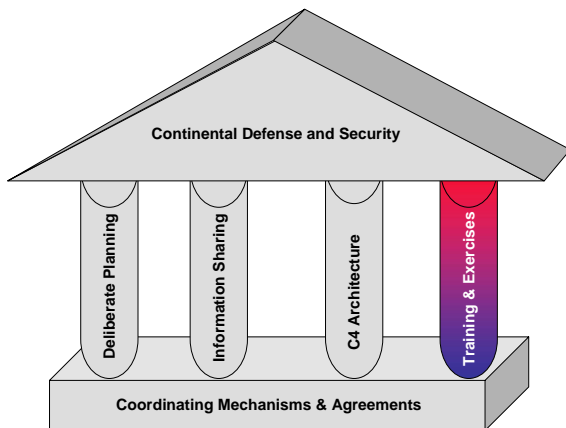 Continental Defense and Security
Deliberate Planning
Information Sharing
C4 Architecture
Training & Exercises
Coordinating Mechanisms & Agreements